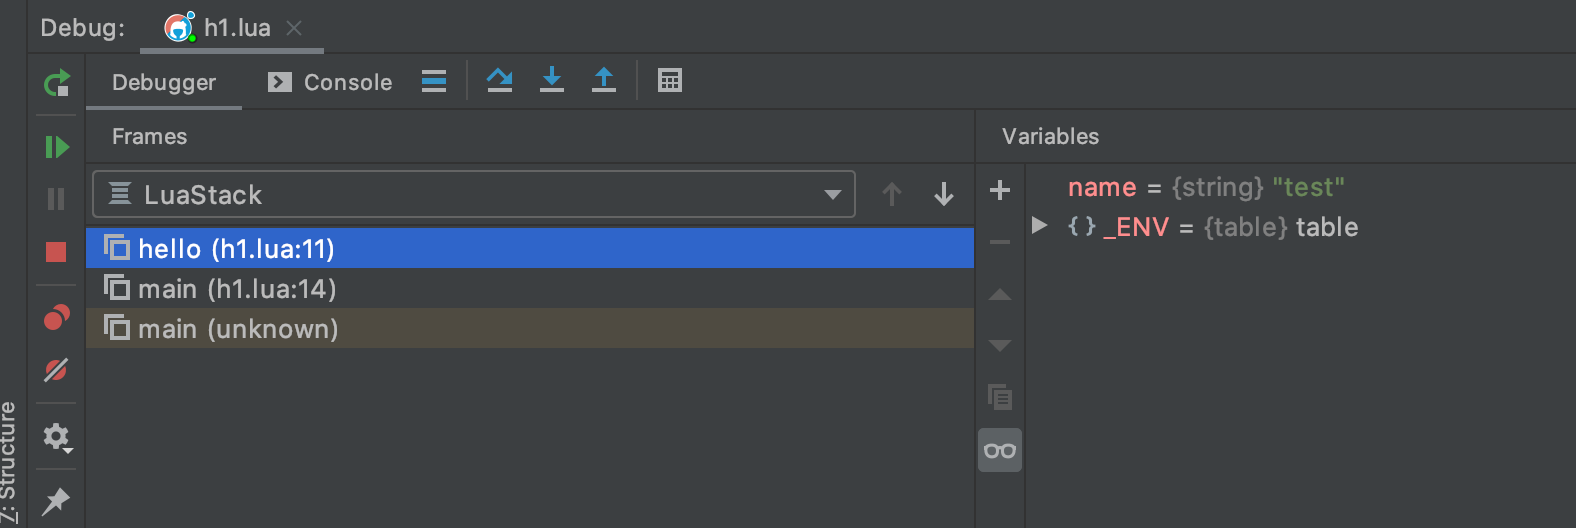 Debug: h1.lua
Debugger Console
Frames
Variables
LuaStack
hello (h1.lua:11)
main (h1.lua:14)
main (unknown)
name = {string} "test"
{} _ENV = {table} table
7: Structure